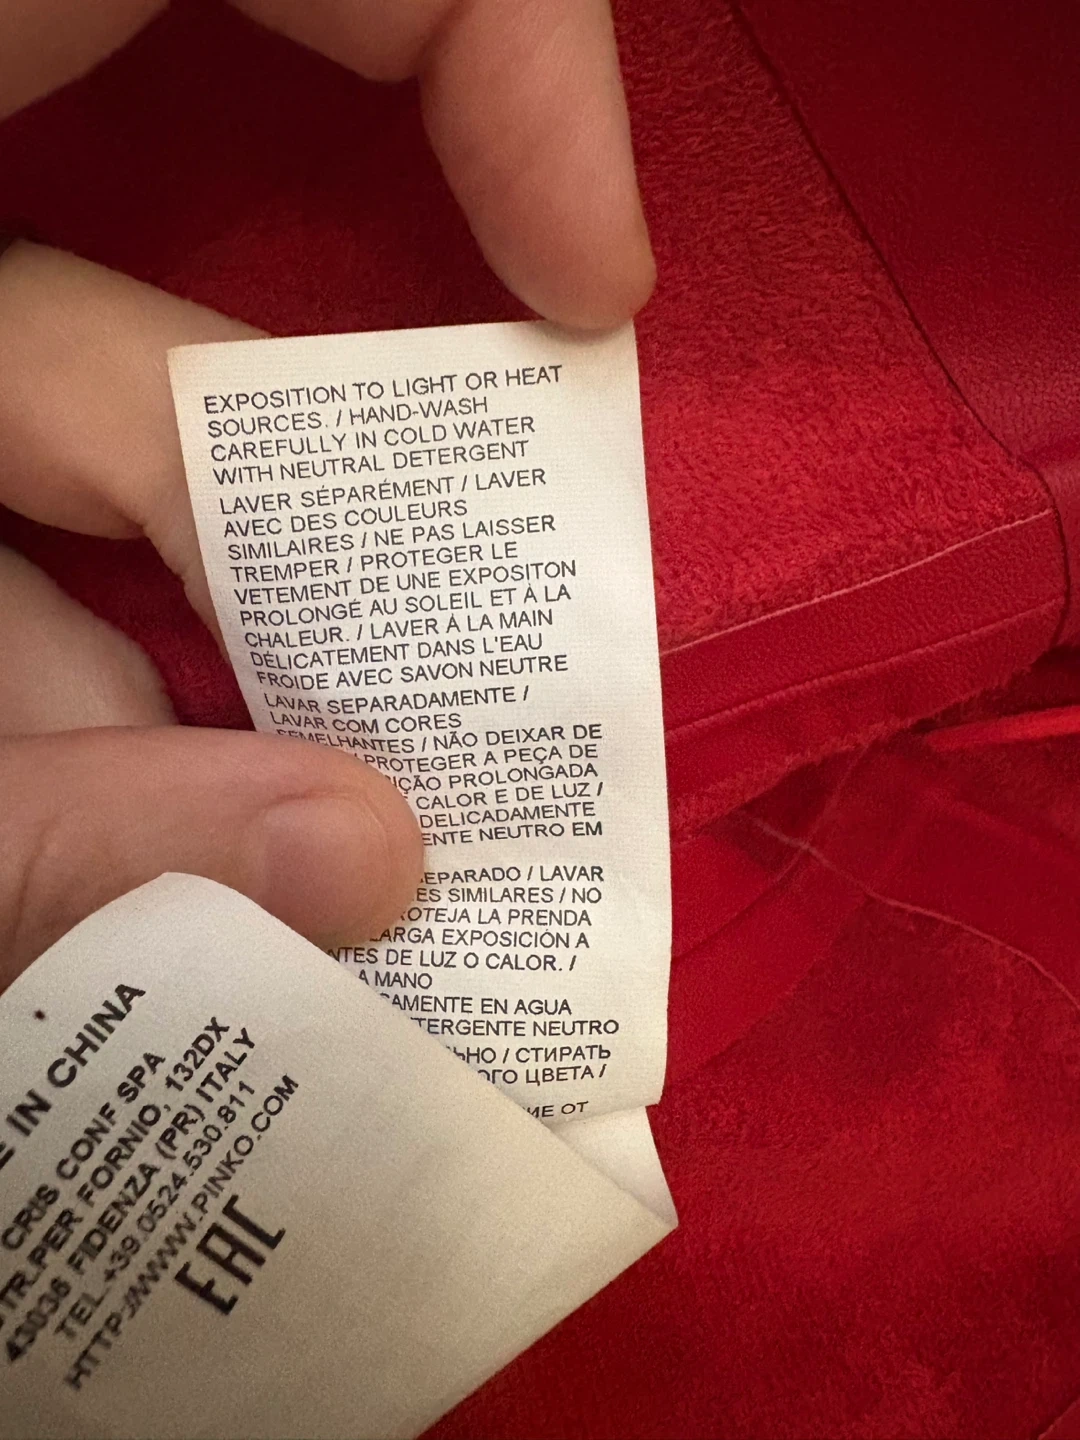 EXPOSITION TO LIGHT OR HEAT
SOURCES. / HAND-WASH
CAREFULLY IN COLD WATER
WITH NEUTRAL DETERGENT
LAVER SÉPARÉMENT / LAVER
AVEC DES COULEURS
SIMILAIRES / NE PAS LAISSER
TREMPER / PROTEGER LE
VETEMENT DE UNE EXPOSITON
PROLONGÉ AU SOLEIL ET À LA
CHALEUR. / LAVER À LA MAIN
DÉLICATEMENT DANS L'EAU
FROIDE AVEC SAVON NEUTRE
LAVAR SEPARADAMENTE /
LAVAR COM CORES
SEMELHANTES / NÃO DEIXAR DE
/ PROTEGER A PEÇA DE
PROLONGADA
CALOR E DE LUZ /
DELICADAMENTE
NEUTRO EM
/ LAVAR
SIMILARES / NO
LA PRENDA
EXPOSICIÓN A
DE LUZ O CALOR. /
A MANO
EN AGUA
NEUTRO
/ СТИРАТЬ
ЦВЕТА /
ОТ
IN CHINA
CRIS CONF SPA
STR.PER FORNIO, 132DX
43036 FIDENZA (PR) ITALY
TEL.+39.0524.530.811
HTTP://WWW.PINKO.COM
EAC